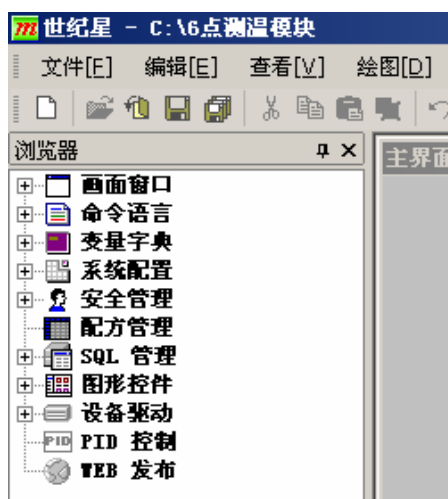 世纪星 - C:\6点测温模块
文件[F] 编辑[E] 查看[V] 绘图[D]
浏览器
主界面
画面窗口
命令语言
变量字典
系统配置
安全管理
配方管理
SQL 管理
图形控件
设备驱动
PID PID 控制
WEB 发布